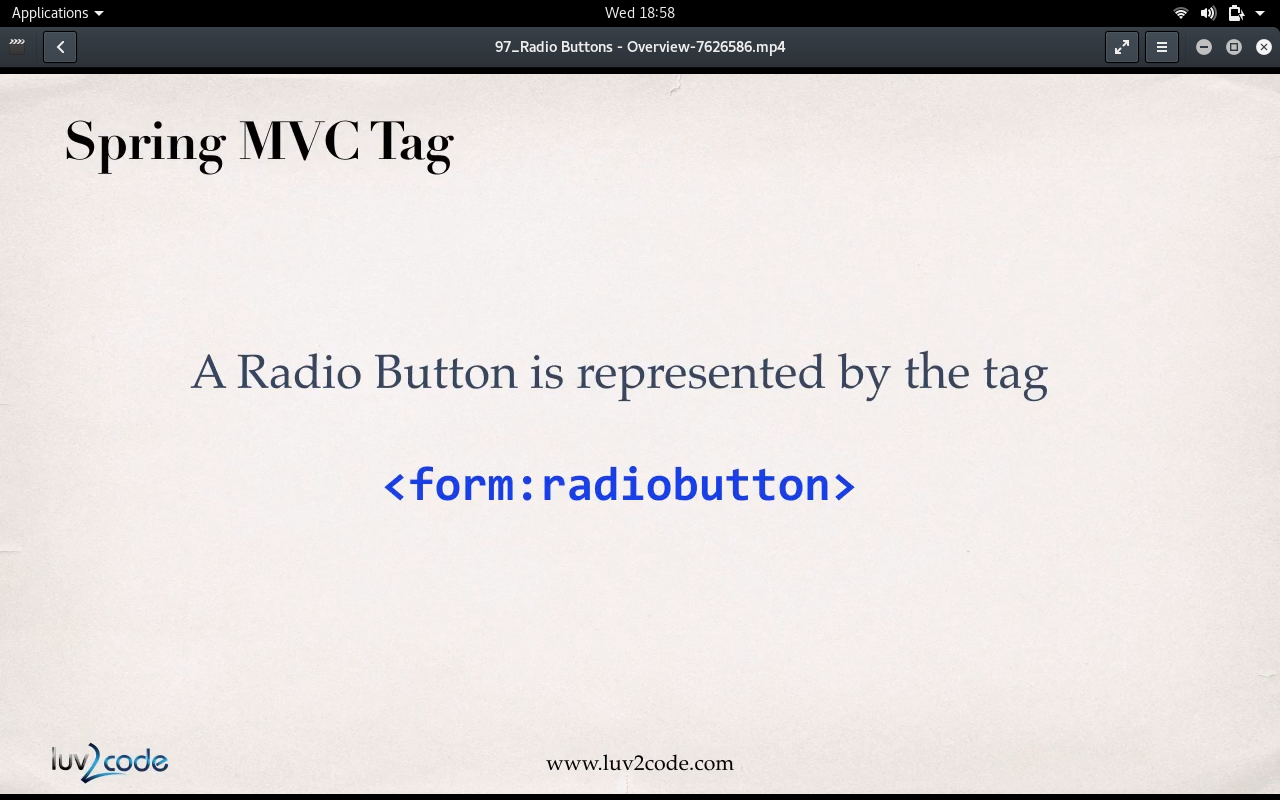 Applications
Wed 18:58
97_Radio Buttons - Overview-7626586.mp4
Spring MVC Tag
A Radio Button is represented by the tag
<form:radiobutton>
luv2code
www.luv2code.com